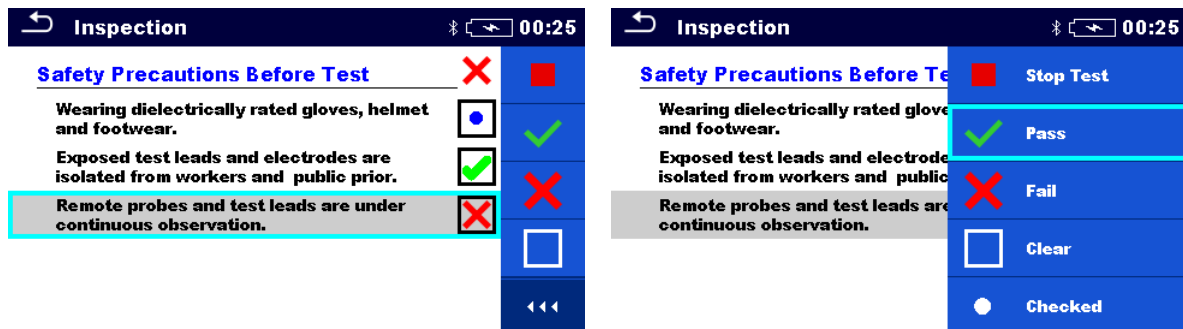 Inspection
00:25
Safety Precautions Before Test
Wearing dielectrically rated gloves, helmet
and footwear.
Exposed test leads and electrodes are
isolated from workers and public prior.
Remote probes and test leads are under
continuous observation.
Inspection
00:25
Safety Precautions Before Te
Wearing dielectrically rated glove
and footwear.
Exposed test leads and electrode
isolated from workers and public
Remote probes and test leads are
continuous observation.
Stop Test
Pass
Fail
Clear
Checked